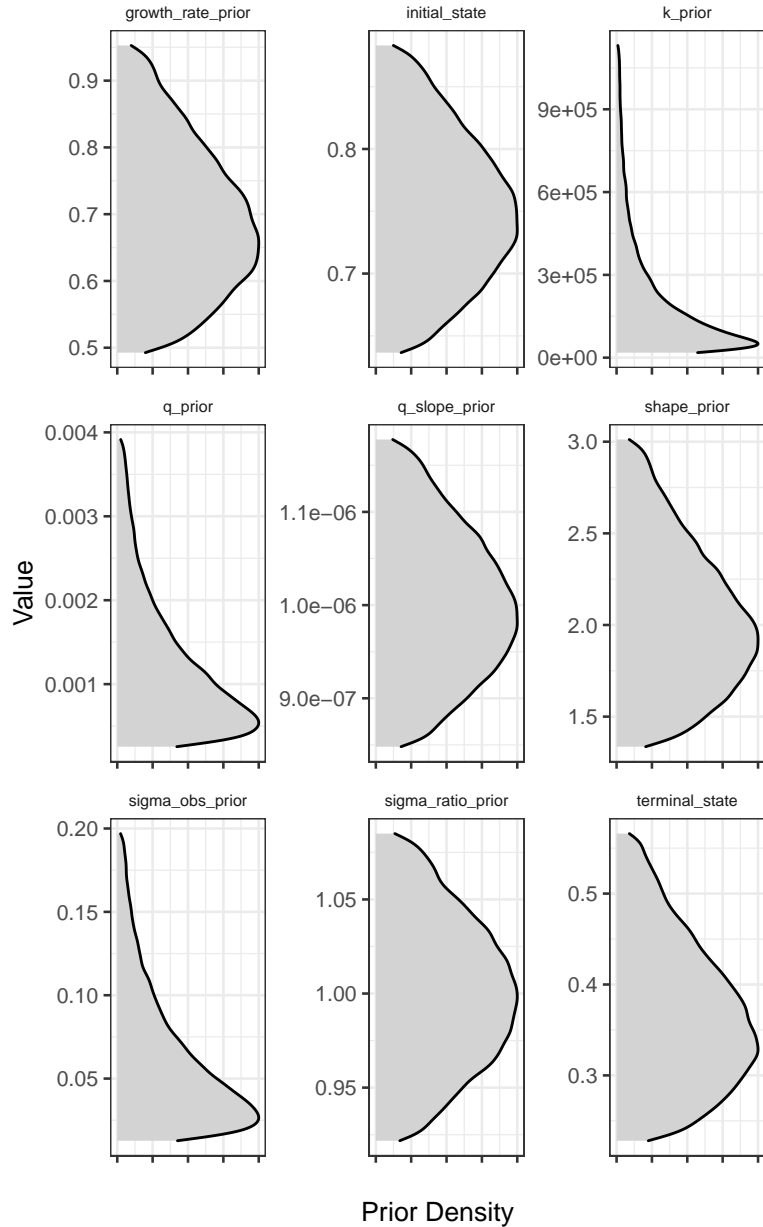 growth_rate_prior
initial_state
k_prior
0.9
0.8
0.7
0.6
0.5
0.8
0.7
9e+05
6e+05
3e+05
0e+00
q_prior
q_slope_prior
shape_prior
0.004
0.003
0.002
0.001
1.1e−06
1.0e−06
9.0e−07
3.0
2.5
2.0
1.5
sigma_obs_prior
sigma_ratio_prior
terminal_state
0.20
0.15
0.10
0.05
1.05
1.00
0.95
0.5
0.4
0.3
Value
Prior Density